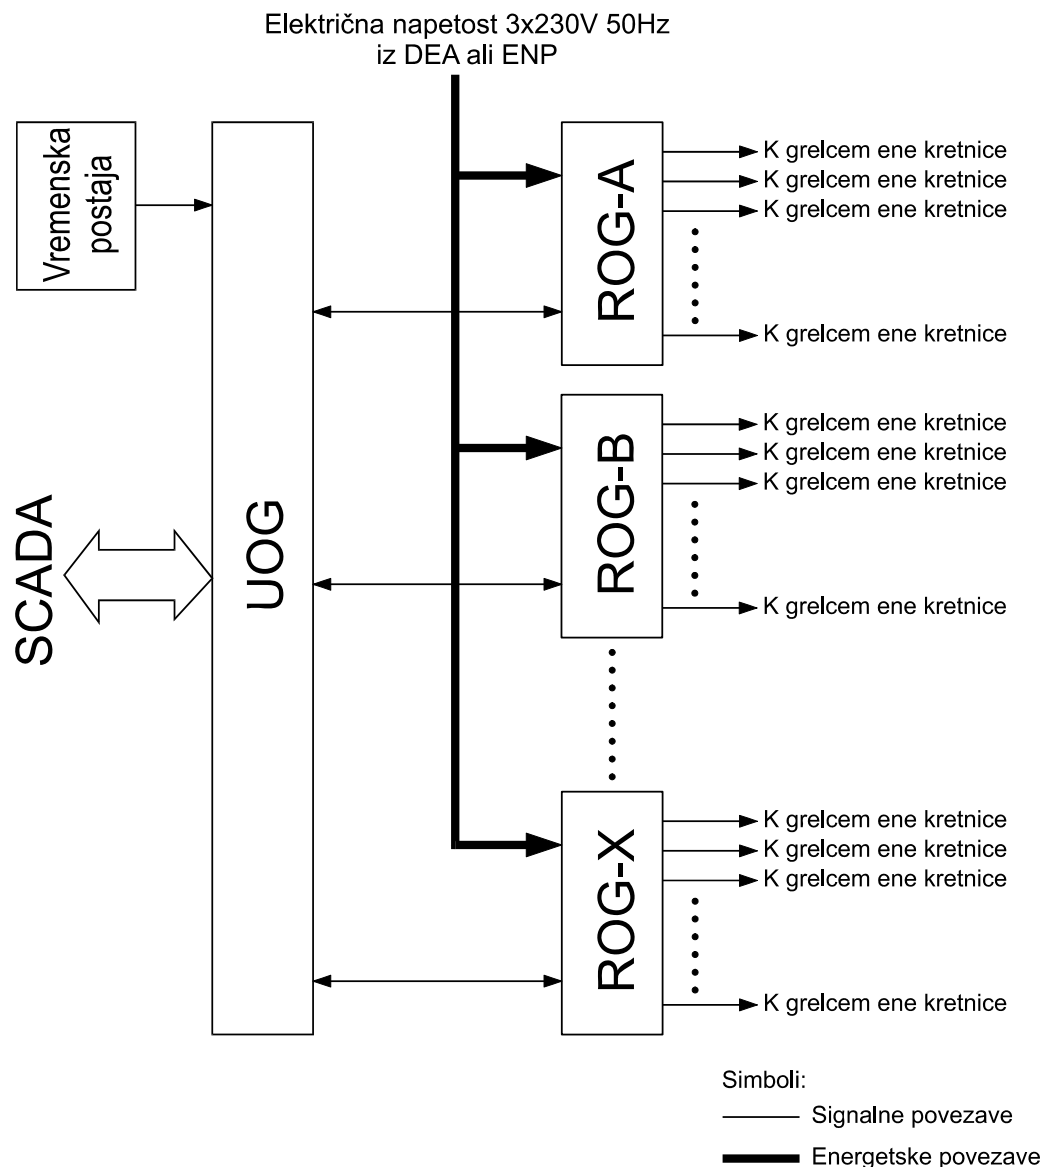 Električna napetost 3x230V 50Hz
iz DEA ali ENP
Vremenska
postaja
SCADA
UOG
ROG-A
K grelcem ene kretnice
K grelcem ene kretnice
K grelcem ene kretnice
K grelcem ene kretnice
ROG-B
K grelcem ene kretnice
K grelcem ene kretnice
K grelcem ene kretnice
K grelcem ene kretnice
ROG-X
K grelcem ene kretnice
K grelcem ene kretnice
K grelcem ene kretnice
K grelcem ene kretnice
Simboli:
Signalne povezave
Energetske povezave